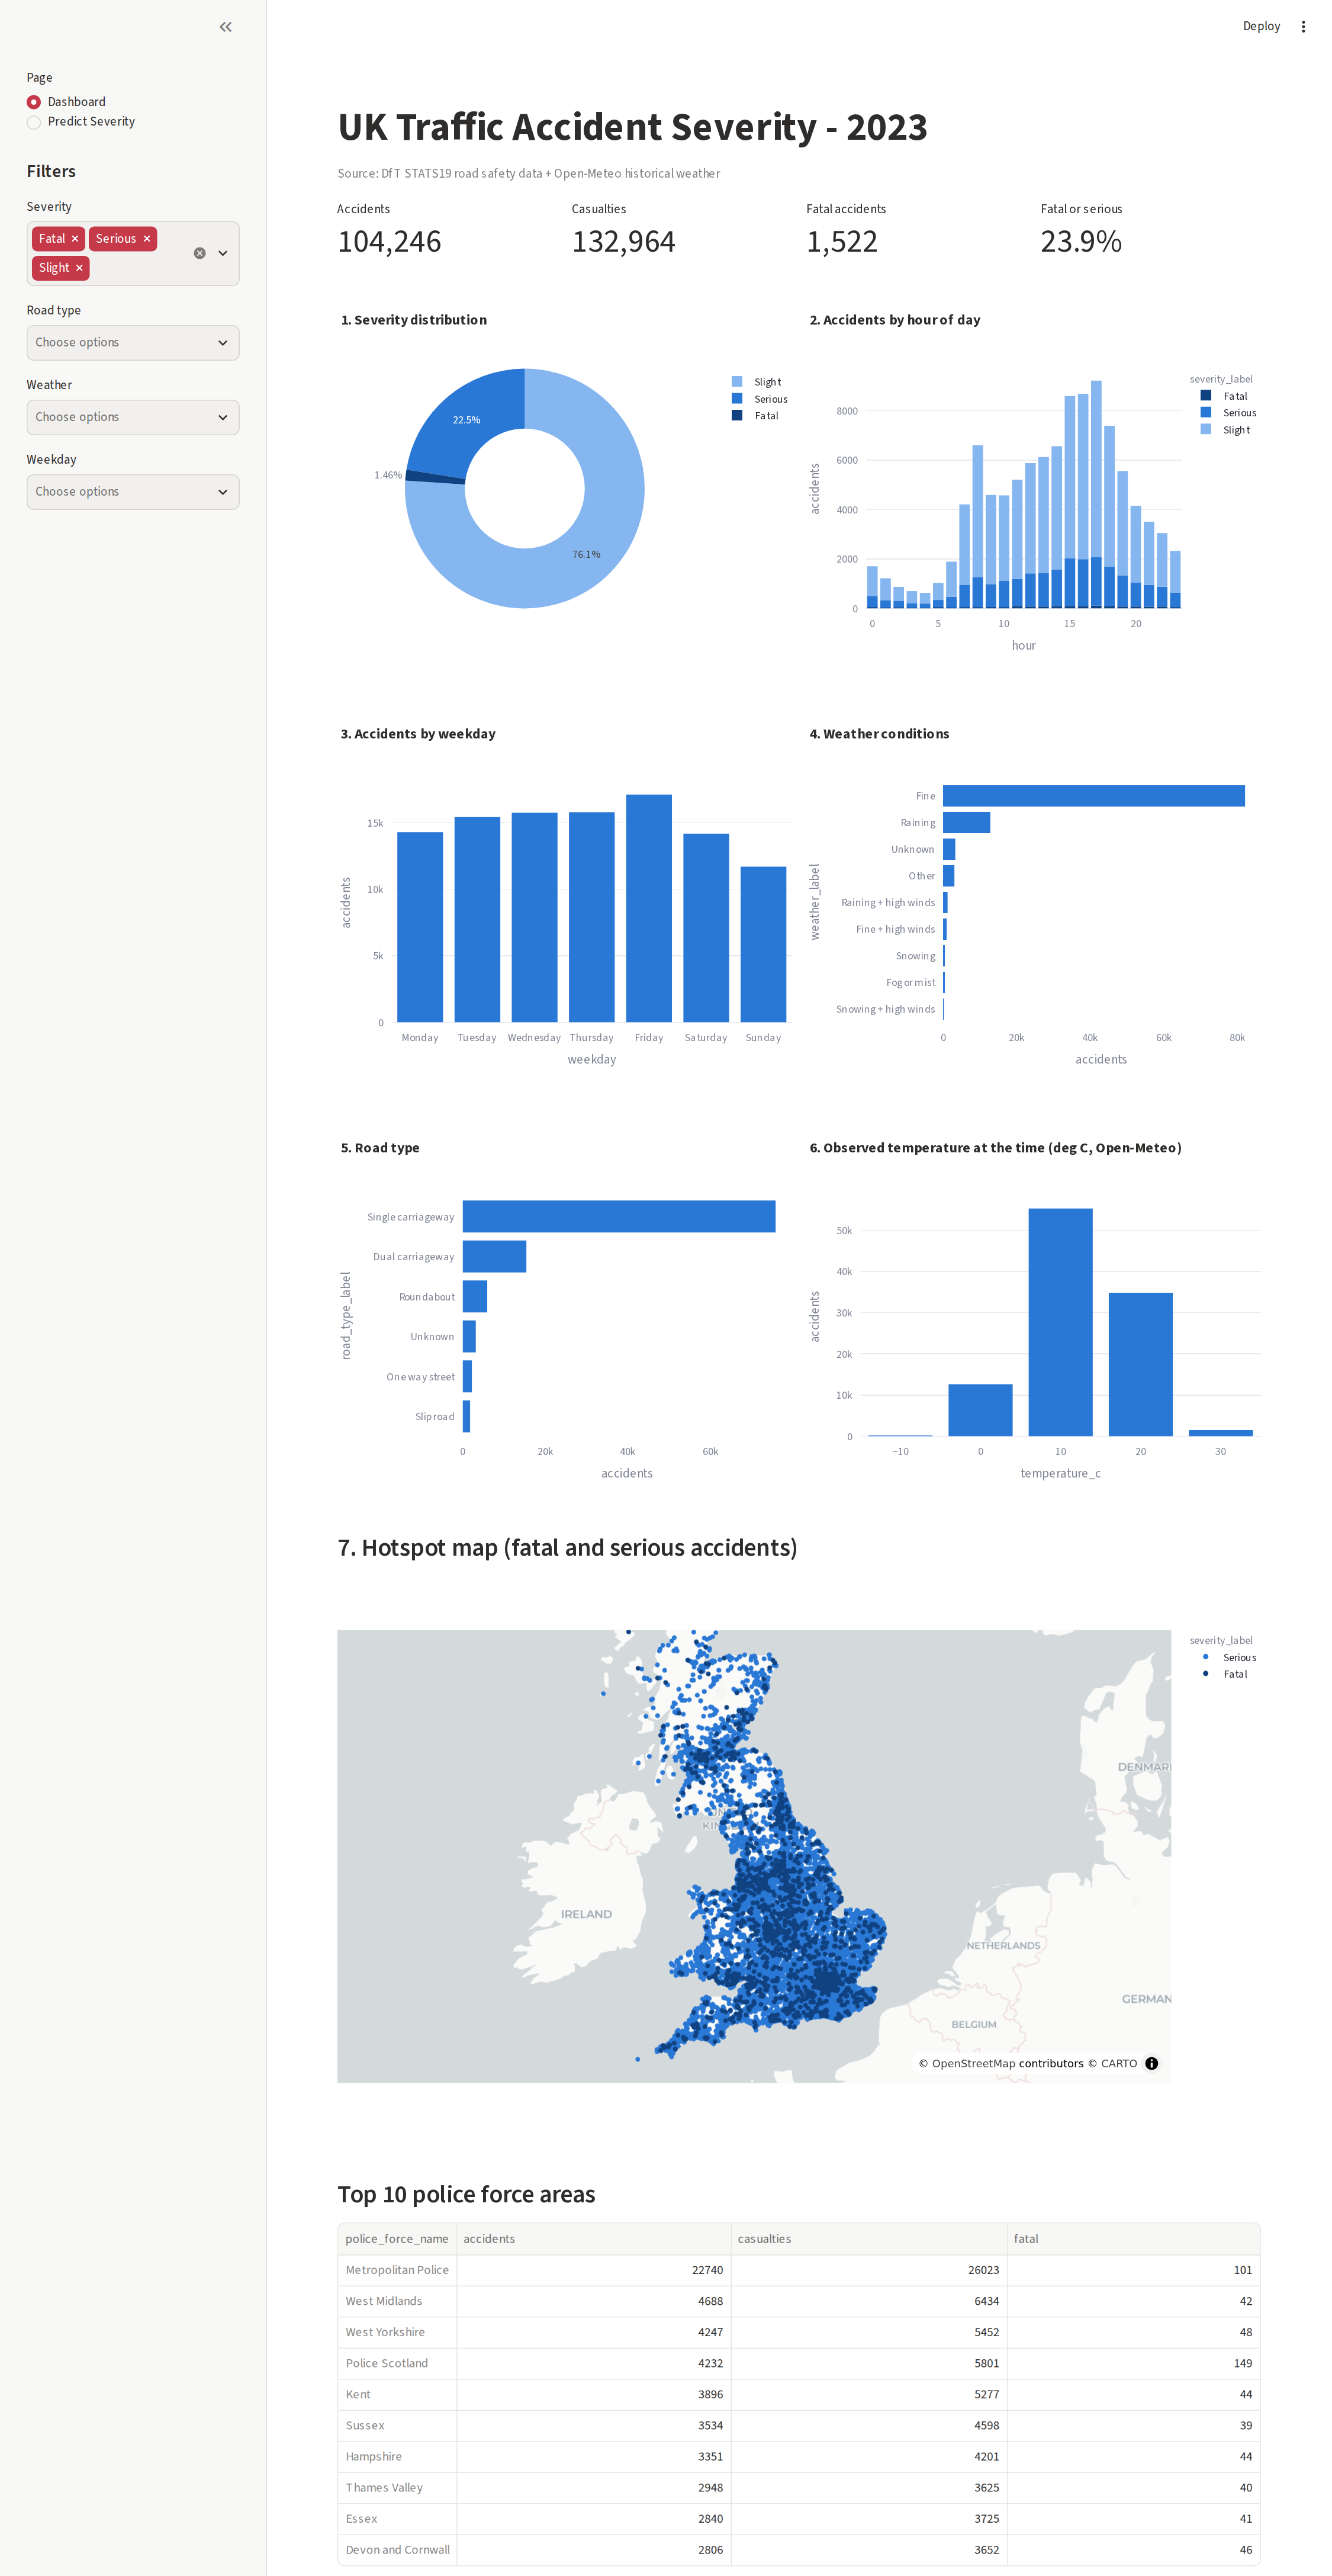 Deploy
Page
Dashboard
Predict Severity
Filters
Severity
Fatal Serious
Slight
Road type
Choose options
Weather
Choose options
Weekday
Choose options
UK Traffic Accident Severity - 2023
Source: DfT STATS19 road safety data + Open-Meteo historical weather
Accidents Casualties Fatal accidents Fatal or serious
104,246 132,964 1,522 23.9%
1. Severity distribution
22.5%
1.46%
76.1%
Slight
Serious
Fatal
2. Accidents by hour of day
severity_label
Fatal
Serious
Slight
accidents
8000
6000
4000
2000
0
0 5 10 15 20
hour
3. Accidents by weekday
accidents
15k
10k
5k
0
Monday Tuesday Wednesday Thursday Friday Saturday Sunday
weekday
4. Weather conditions
weather_label
Fine
Raining
Unknown
Other
Raining + high winds
Fine + high winds
Snowing
Fog or mist
Snowing + high winds
0 20k 40k 60k 80k
accidents
5. Road type
road_type_label
Single carriageway
Dual carriageway
Roundabout
Unknown
One way street
Slip road
0 20k 40k 60k
accidents
6. Observed temperature at the time (deg C, Open-Meteo)
accidents
50k
40k
30k
20k
10k
0
−10 0 10 20 30
temperature_c
7. Hotspot map (fatal and serious accidents)
severity_label
Serious
Fatal
DENMAR
IRELAND
NETHERLANDS
GERMAN
BELGIUM
© OpenStreetMap contributors © CARTO
Top 10 police force areas
police_force_name accidents casualties fatal
Metropolitan Police 22740 26023 101
West Midlands 4688 6434 42
West Yorkshire 4247 5452 48
Police Scotland 4232 5801 149
Kent 3896 5277 44
Sussex 3534 4598 39
Hampshire 3351 4201 44
Thames Valley 2948 3625 40
Essex 2840 3725 41
Devon and Cornwall 2806 3652 46